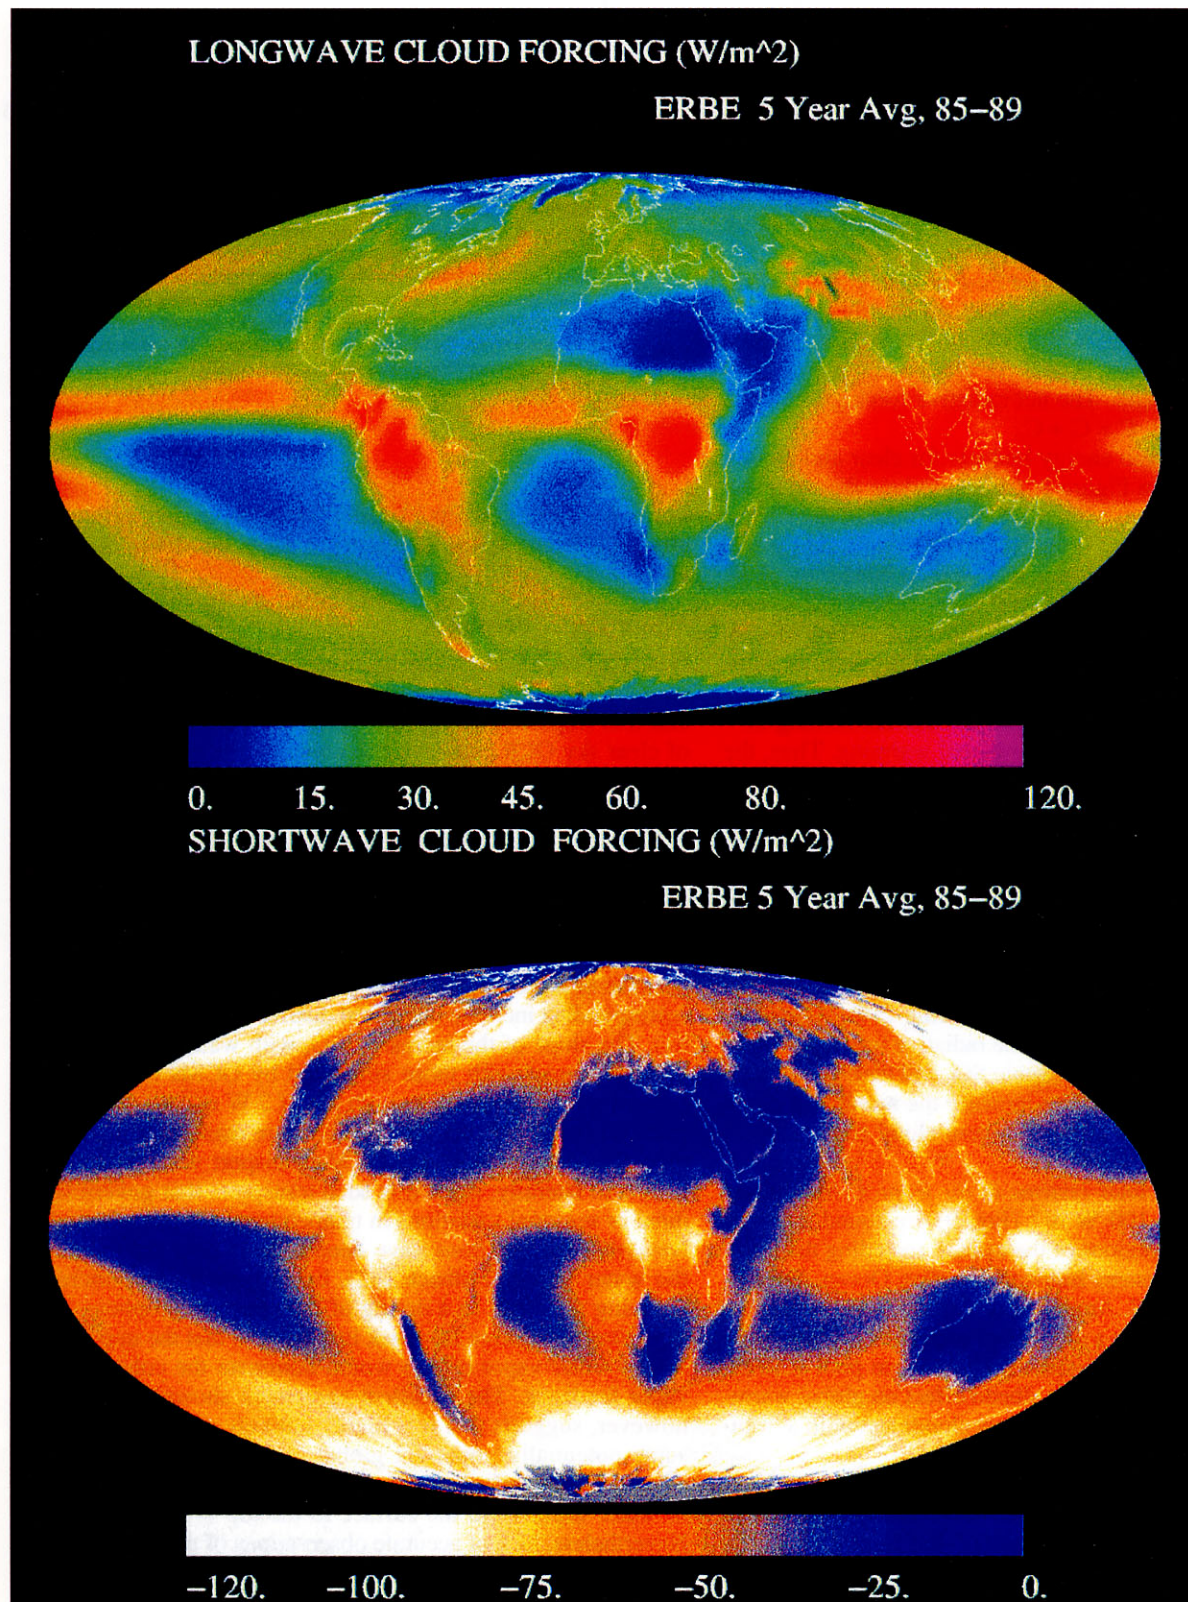 LONGWAVE CLOUD FORCING (W/m^2)
ERBE 5 Year Avg, 85−89
0. 15. 30. 45. 60. 80. 120.
SHORTWAVE CLOUD FORCING (W/m^2)
ERBE 5 Year Avg, 85−89
−120. −100. −75. −50. −25. 0.